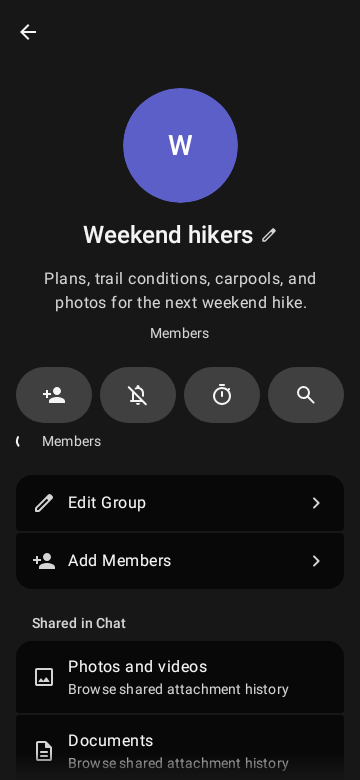 W
Weekend hikers
Plans, trail conditions, carpools, and
photos for the next weekend hike.
Members
Members
Edit Group
Add Members
Shared in Chat
Photos and videos
Browse shared attachment history
Documents
Browse shared attachment history